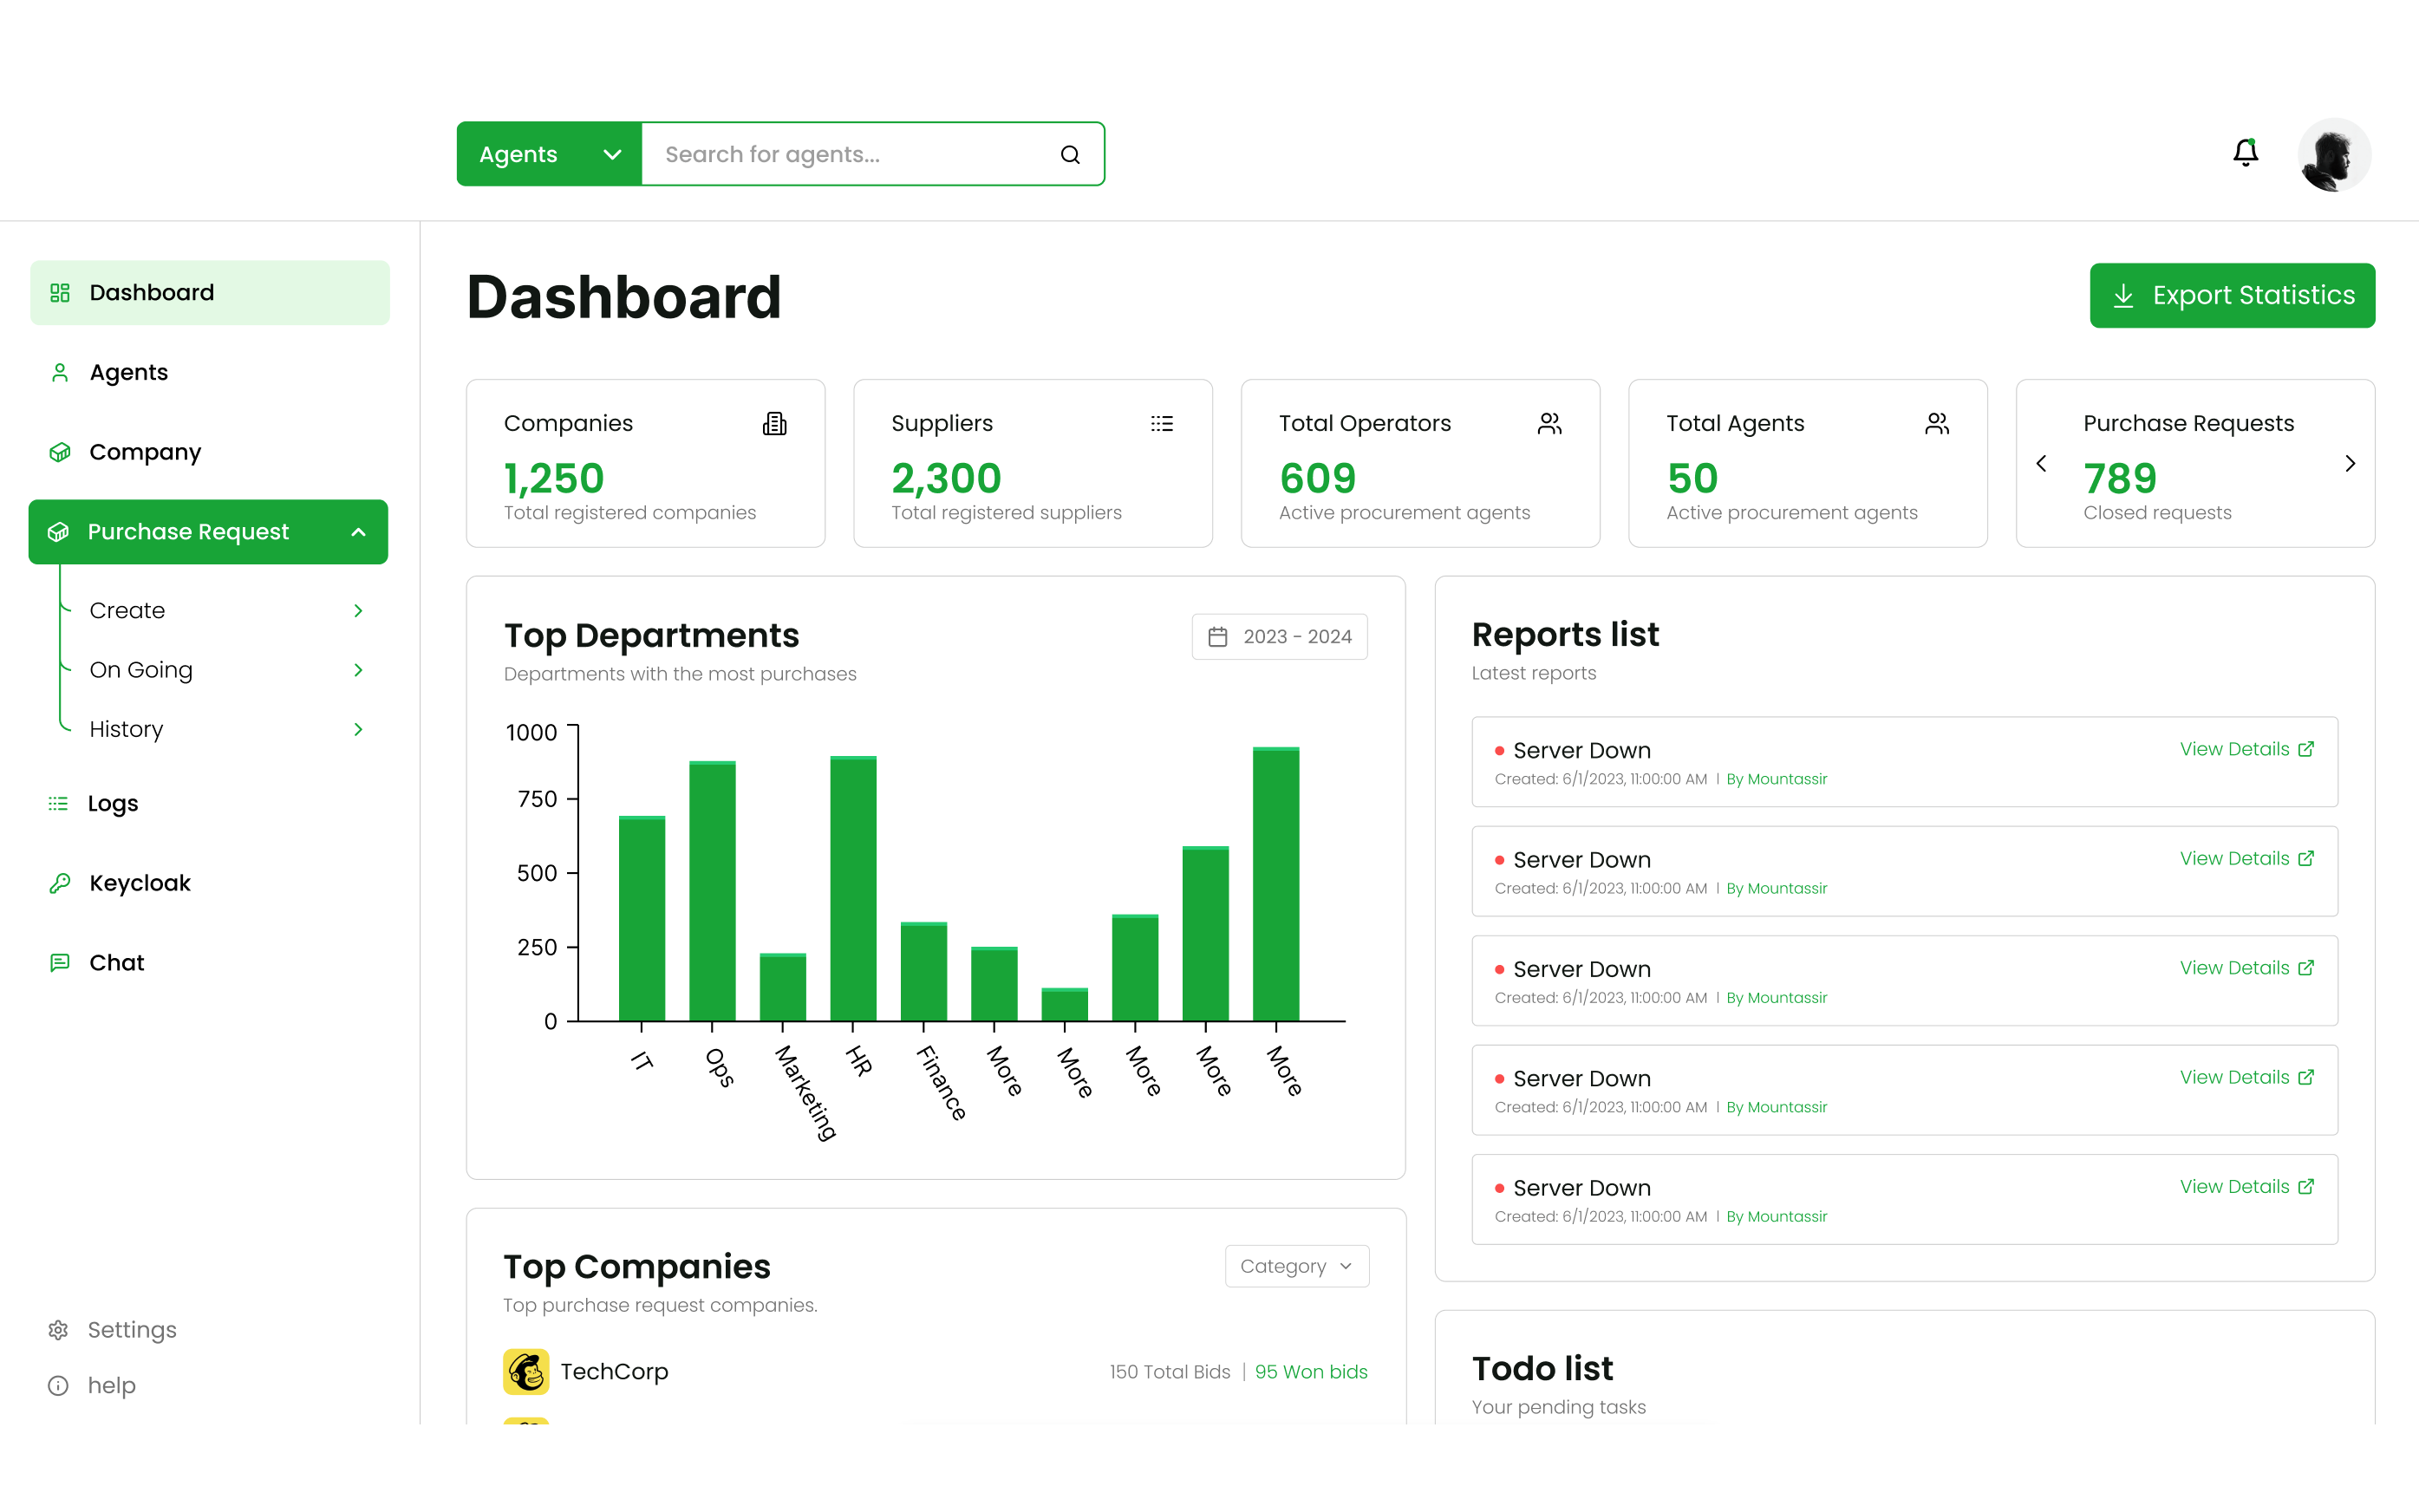 Agents
Search for agents...
Dashboard
Agents
Company
Purchase Request
Create
On Going
History
Logs
Keycloak
Chat
Settings
help
Dashboard
Export Statistics
Companies
1,250
Total registered companies
Suppliers
2,300
Total registered suppliers
Total Operators
609
Active procurement agents
Total Agents
50
Active procurement agents
Purchase Requests
789
Closed requests
Top Departments
2023 - 2024
Departments with the most purchases
1000
750
500
250
0
IT
Ops
Marketing
HR
Finance
More
More
More
More
More
Top Companies
Category
Top purchase request companies.
TechCorp
150 Total Bids | 95 Won bids
Reports list
Latest reports
Server Down
View Details
Created: 6/1/2023, 11:00:00 AM | By Mountassir
Server Down
View Details
Created: 6/1/2023, 11:00:00 AM | By Mountassir
Server Down
View Details
Created: 6/1/2023, 11:00:00 AM | By Mountassir
Server Down
View Details
Created: 6/1/2023, 11:00:00 AM | By Mountassir
Server Down
View Details
Created: 6/1/2023, 11:00:00 AM | By Mountassir
Todo list
Your pending tasks